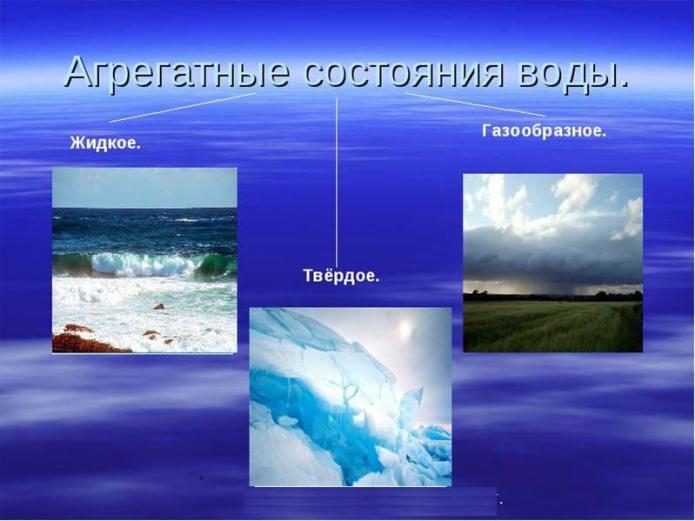 Агрегатные состояния воды.
Жидкое.
Газообразное.
Твёрдое.